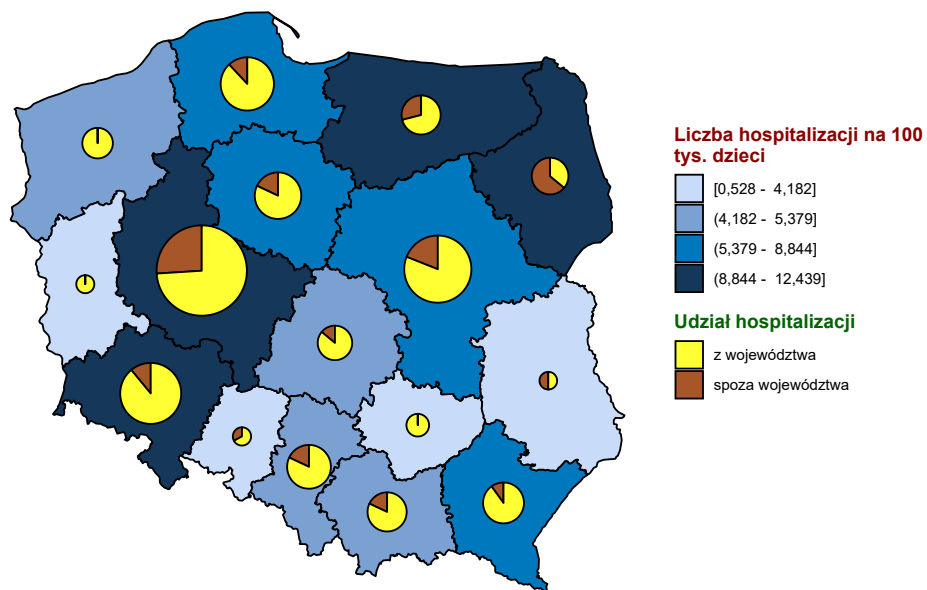 Liczba hospitalizacji na 100
tys. dzieci
[0,528 - 4,182]
(4,182 - 5,379]
(5,379 - 8,844]
(8,844 - 12,439]
Udział hospitalizacji
z województwa
spoza województwa